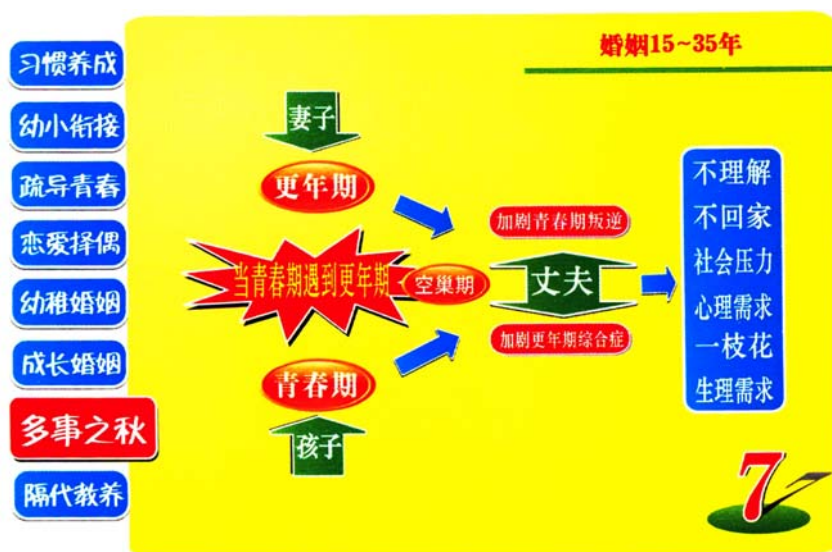 习惯养成
幼小衔接
疏导青春
恋爱择偶
幼稚婚姻
成长婚姻
多事之秋
隔代教养
婚姻15~35年
妻子
更年期
当青春期遇到更年期
空巢期
青春期
孩子
加剧青春期叛逆
丈夫
加剧更年期综合症
不理解
不回家
社会压力
心理需求
一枝花
生理需求
7